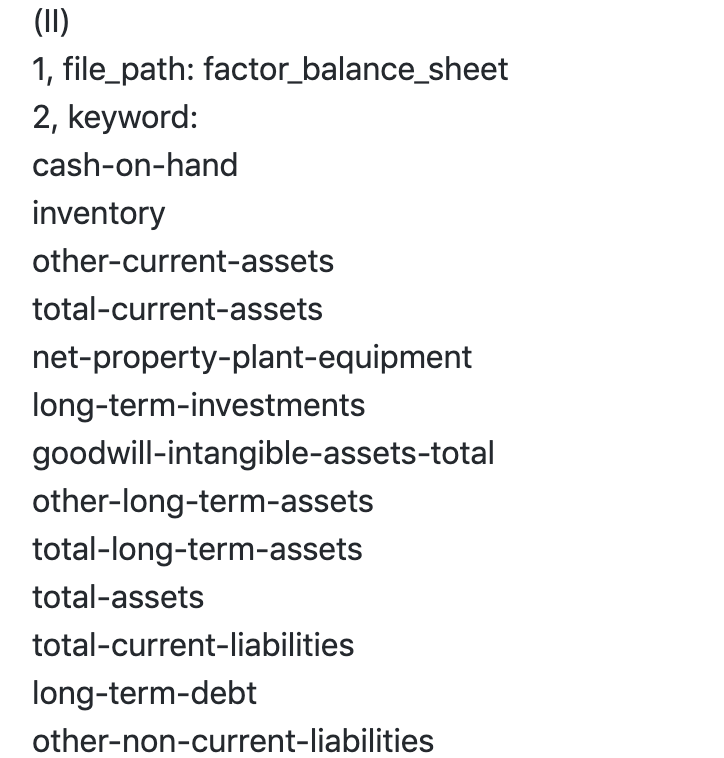 (II)
1, file_path: factor_balance_sheet
2, keyword:
cash-on-hand
inventory
other-current-assets
total-current-assets
net-property-plant-equipment
long-term-investments
goodwill-intangible-assets-total
other-long-term-assets
total-long-term-assets
total-assets
total-current-liabilities
long-term-debt
other-non-current-liabilities